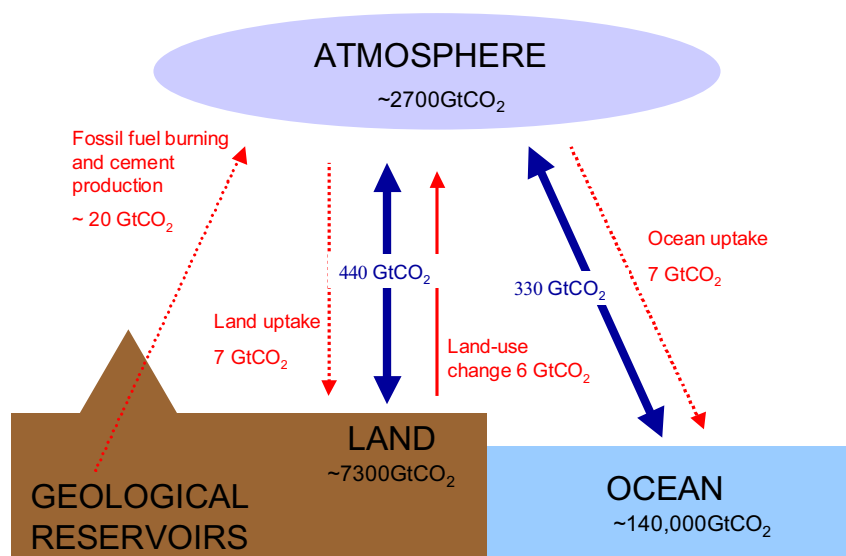 ATMOSPHERE
~2700GtCO₂
Fossil fuel burning
and cement
production
~ 20 GtCO₂
440 GtCO₂
330 GtCO₂
Ocean uptake
7 GtCO₂
Land uptake
7 GtCO₂
Land-use
change 6 GtCO₂
LAND
~7300GtCO₂
GEOLOGICAL
RESERVOIRS
OCEAN
~140,000GtCO₂